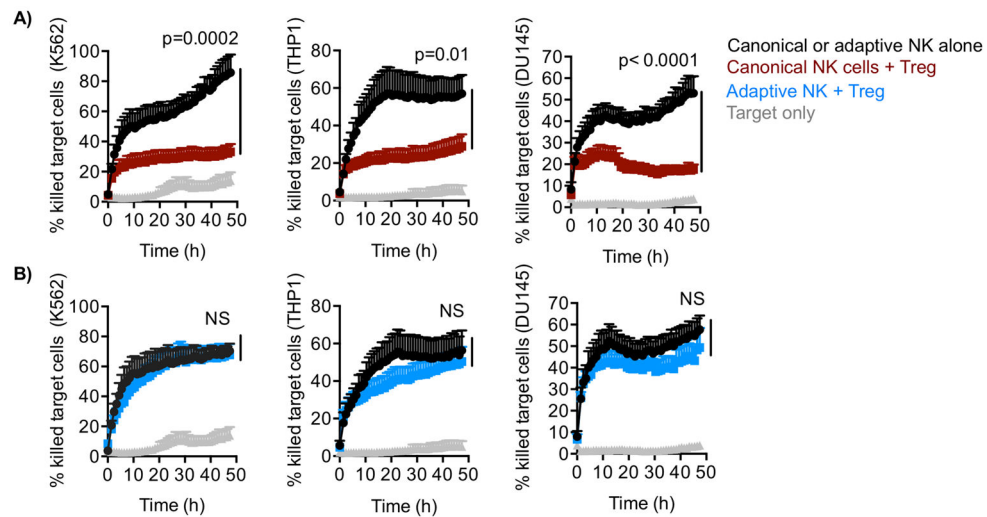 A)
% killed target cells (K562)
100
80
60
40
20
0
0 10 20 30 40 50
Time (h)
p=0.0002
% killed target cells (THP1)
80
60
40
20
0
0 10 20 30 40 50
Time (h)
p=0.01
% killed target cells (DU145)
70
60
50
40
30
20
10
0
0 10 20 30 40 50
Time (h)
p< 0.0001
Canonical or adaptive NK alone
Canonical NK cells + Treg
Adaptive NK + Treg
Target only
B)
% killed target cells (K562)
100
80
60
40
20
0
0 10 20 30 40 50
Time (h)
NS
% killed target cells (THP1)
80
60
40
20
0
0 10 20 30 40 50
Time (h)
NS
% killed target cells (DU145)
70
60
50
40
30
20
10
0
0 10 20 30 40 50
Time (h)
NS